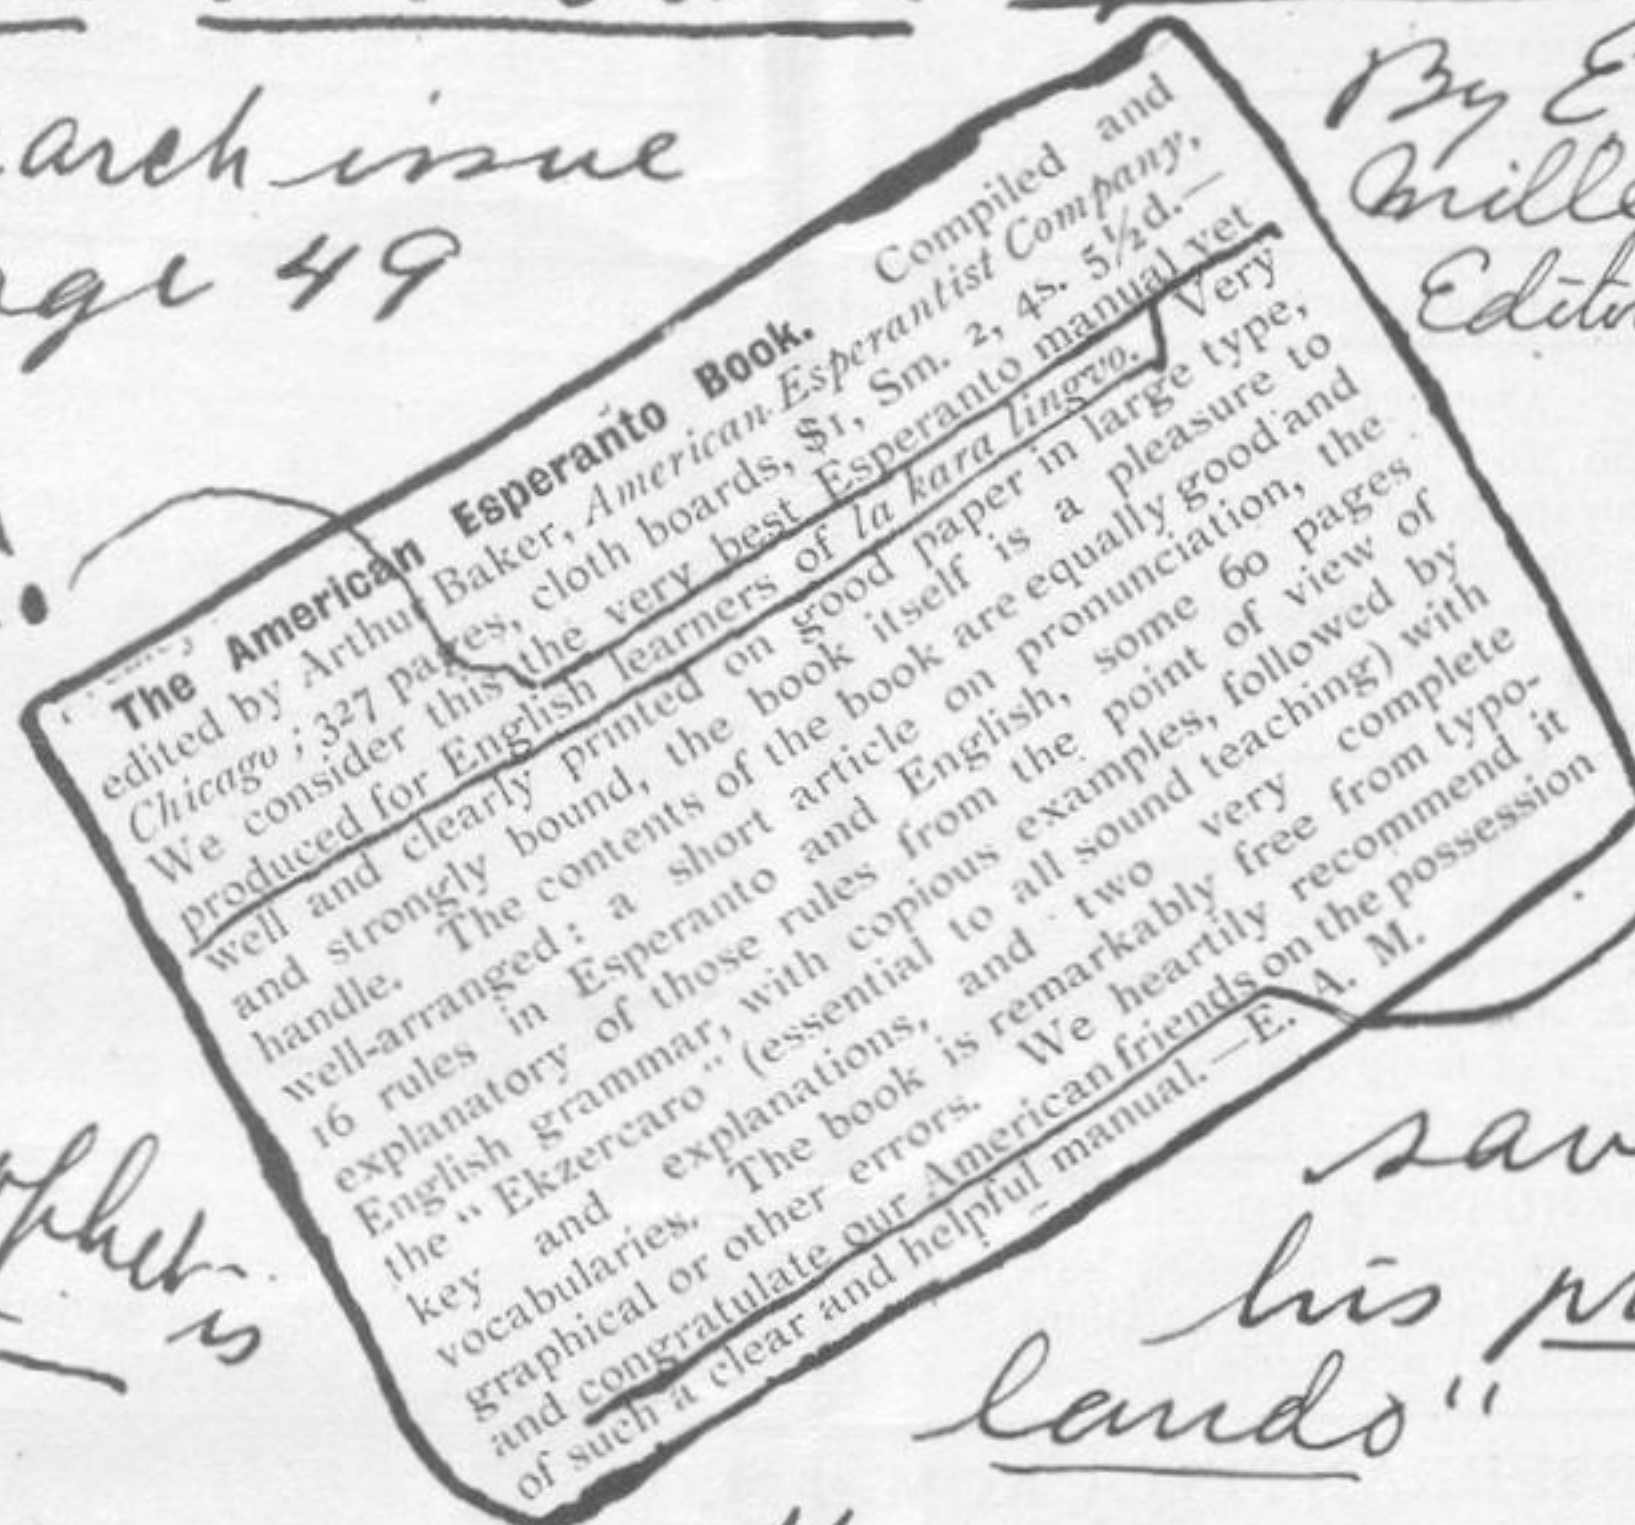 arch issue
49
By E
Mille
Edito
The American Esperanto Book. Compiled and
edited by Arthur Baker, American Esperantist Company,
Chicago ; 327 pages, cloth boards, $1, Sm. 2, 4s. 5½d.—
We consider this the very best Esperanto manual yet
produced for English learners of la kara lingvo. Very
well and clearly printed on good paper in large type,
and strongly bound, the book itself is a pleasure to
handle. The contents of the book are equally good and
well-arranged: a short article on pronunciation, the
16 rules in Esperanto and English, some 60 pages
explanatory of those rules from the point of view of
English grammar, with copious examples, followed by
the “Ekzercaro” (essential to all sound teaching) with
key and explanations, and two very complete
vocabularies. The book is remarkably free from typo-
graphical or other errors. We heartily recommend it
and congratulate our American friends on the possession
of such a clear and helpful manual.—E. A. M.
sav
his
lando"
is